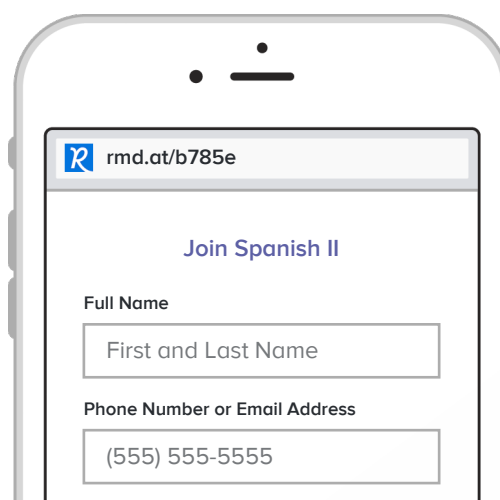 R rmd.at/b785e
Join Spanish II
Full Name
First and Last Name
Phone Number or Email Address
(555) 555-5555